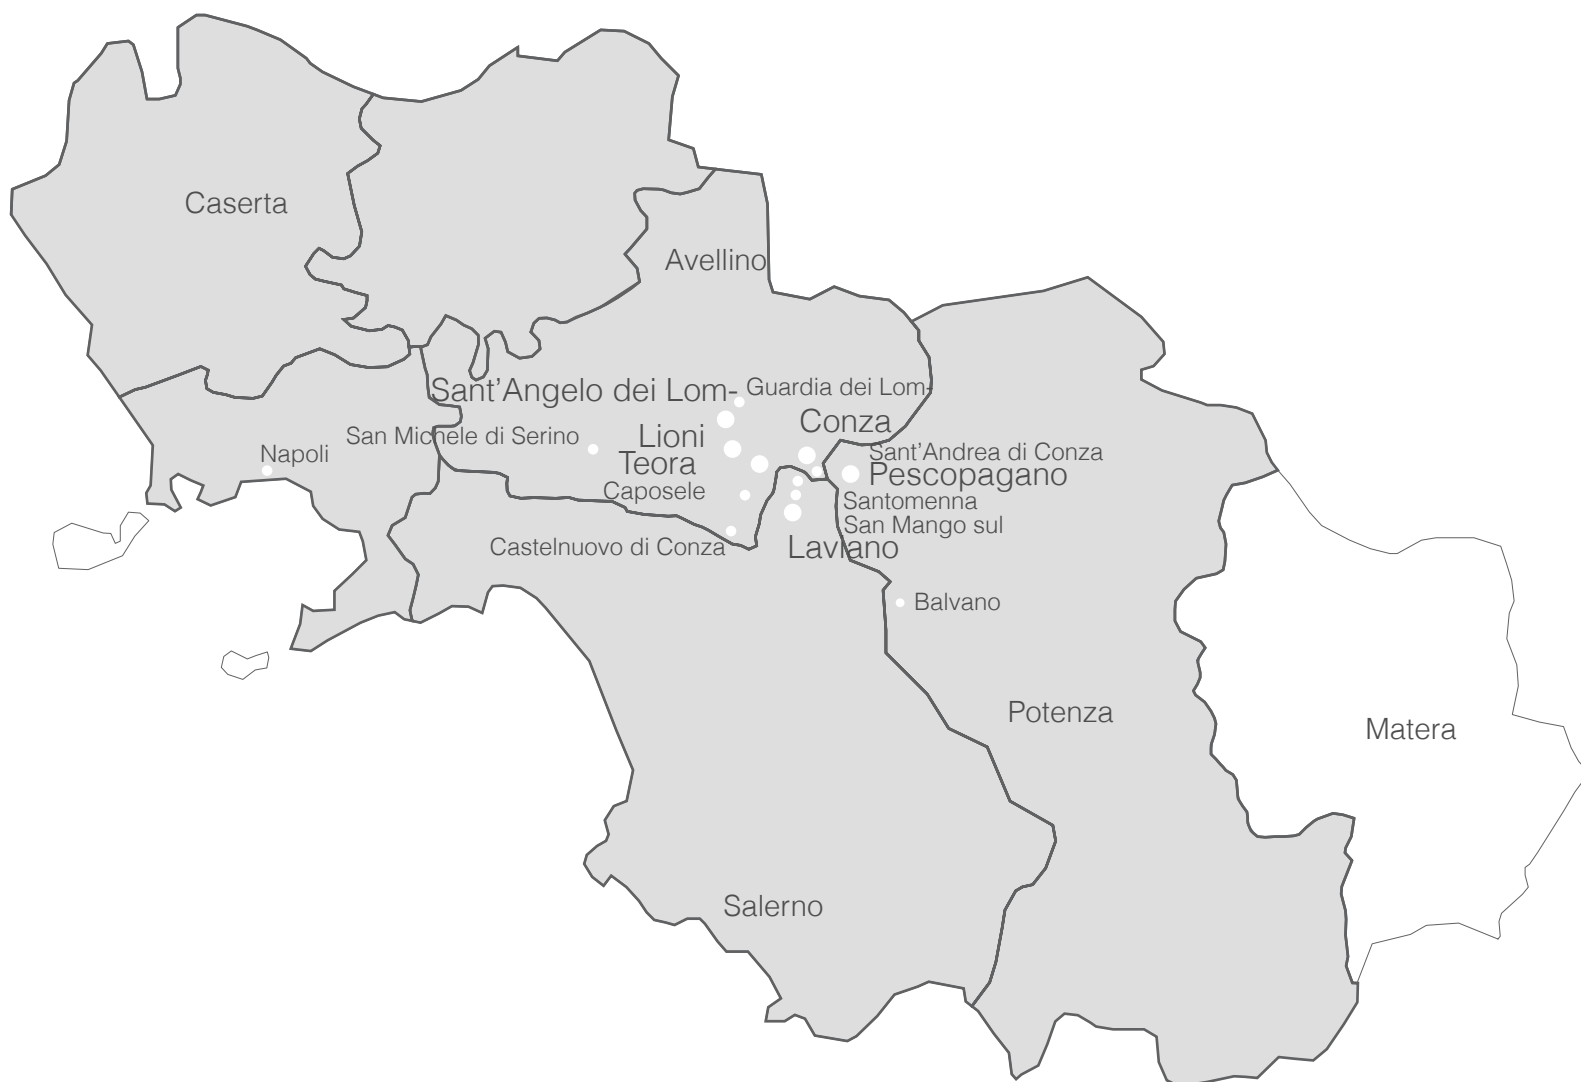 Caserta
Avellino
Sant'Angelo dei Lom-
Guardia dei Lom-
Conza
Lioni
San Michele di Serino
Napoli
Sant'Andrea di Conza
Teora
Pescopagano
Caposele
Santomenna
San Mango sul
Castelnuovo di Conza
Laviano
Balvano
Potenza
Matera
Salerno